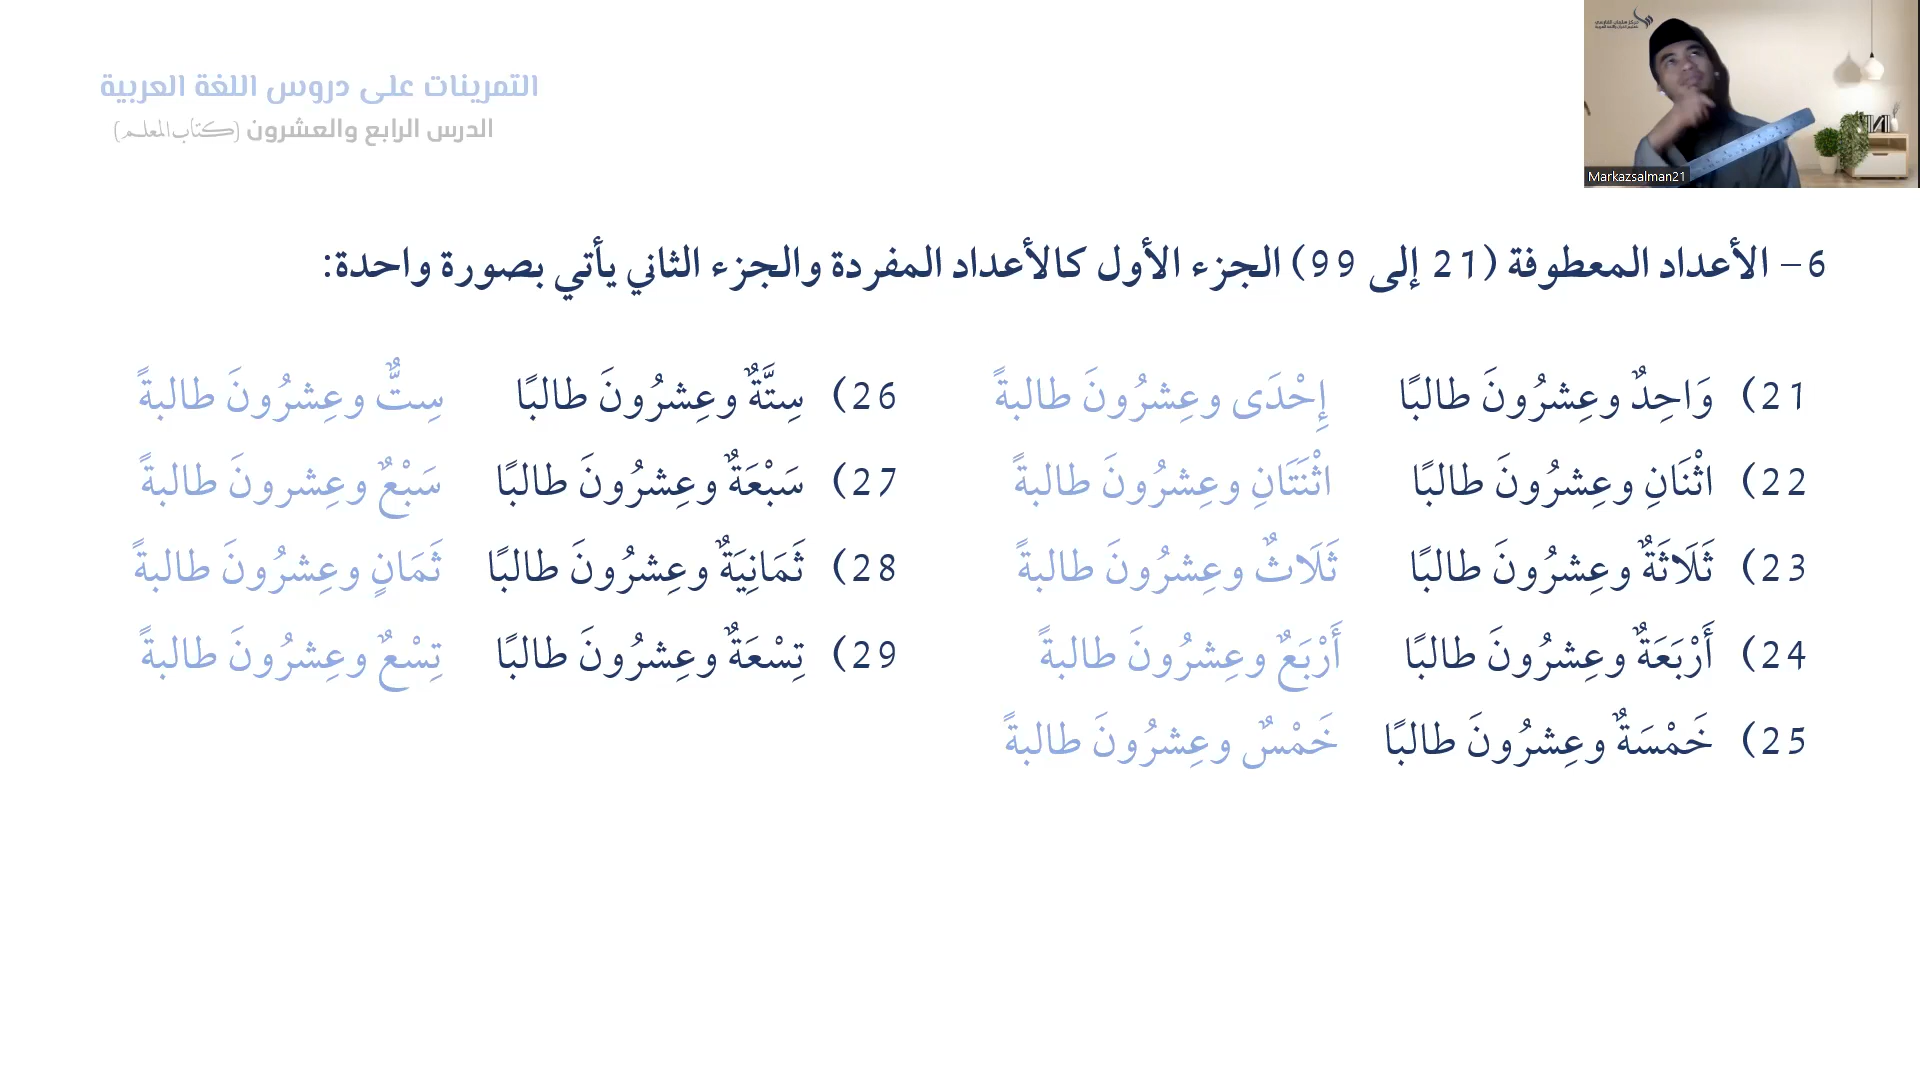 التمرينات على دروس اللغة العربية
الدرس الرابع والعشرون (كتاب المعلم)
Markazsalman21
6- الأعداد المعطوفة (21 إلى 99) الجزء الأول كالأعداد المفردة والجزء الثاني يأتي بصورة واحدة:
21) وَاحِدٌ وعِشرُونَ طالبًا إِحْدَى وعِشرُونَ طالبةً
22) اثْنَانِ وعِشرُونَ طالبًا اثْنَتَانِ وعِشرُونَ طالبةً
23) ثَلَاثَةٌ وعِشرُونَ طالبًا ثَلَاثٌ وعِشرُونَ طالبةً
24) أَرْبَعَةٌ وعِشرُونَ طالبًا أَرْبَعٌ وعِشرُونَ طالبةً
25) خَمْسَةٌ وعِشرُونَ طالبًا خَمْسٌ وعِشرُونَ طالبةً
26) سِتَّةٌ وعِشرُونَ طالبًا سِتٌّ وعِشرُونَ طالبةً
27) سَبْعَةٌ وعِشرُونَ طالبًا سَبْعٌ وعِشرونَ طالبةً
28) ثَمَانِيَةٌ وعِشرُونَ طالبًا ثَمَانٍ وعِشرُونَ طالبةً
29) تِسْعَةٌ وعِشرُونَ طالبًا تِسْعٌ وعِشرُونَ طالبةً